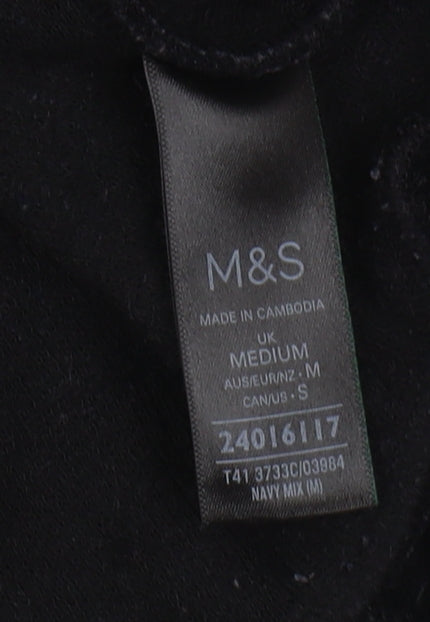 M&S
MADE IN CAMBODIA
UK
MEDIUM
AUS/EUR/NZ • M
CAN/US • S
24016117
T41 3733C/03984
NAVY MIX (M)